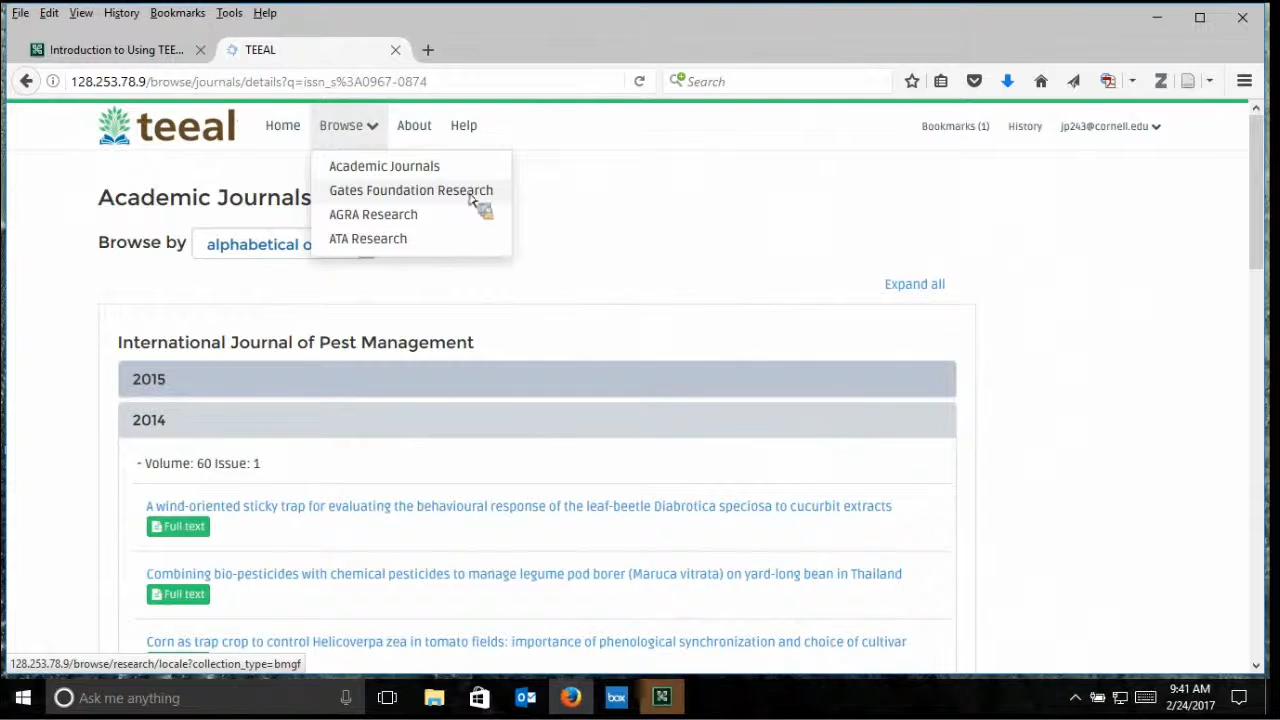 File Edit View History Bookmarks Tools Help
Introduction to Using TEE...
TEEAL
128.253.78.9/browse/journals/details?q=issn_s%3A0967-0874
Search
teeal
Home Browse About Help
Bookmarks (1) History jp243@cornell.edu
Academic Journals
Gates Foundation Research
AGRA Research
ATA Research
Academic Journals
Browse by alphabetical o
Expand all
International Journal of Pest Management
2015
2014
- Volume: 60 Issue: 1
A wind-oriented sticky trap for evaluating the behavioural response of the leaf-beetle Diabrotica speciosa to cucurbit extracts
Full text
Combining bio-pesticides with chemical pesticides to manage legume pod borer (Maruca vitrata) on yard-long bean in Thailand
Full text
Corn as trap crop to control Helicoverpa zea in tomato fields: importance of phenological synchronization and choice of cultivar
128.253.78.9/browse/research/locale?collection_type=bmgf
Ask me anything
box
9:41 AM
2/24/2017